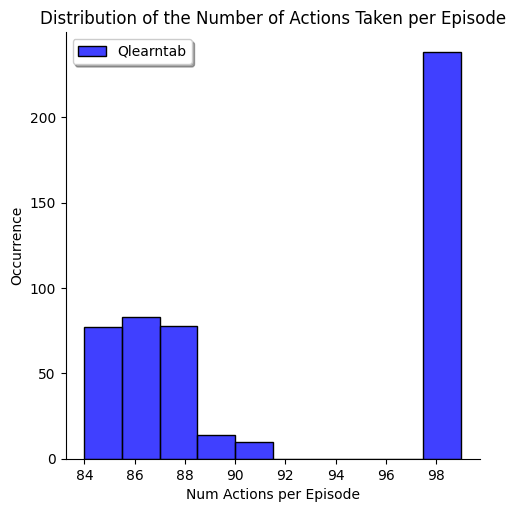 Distribution of the Number of Actions Taken per Episode
Qlearntab
Occurrence
200
150
100
50
0
84 86 88 90 92 94 96 98
Num Actions per Episode